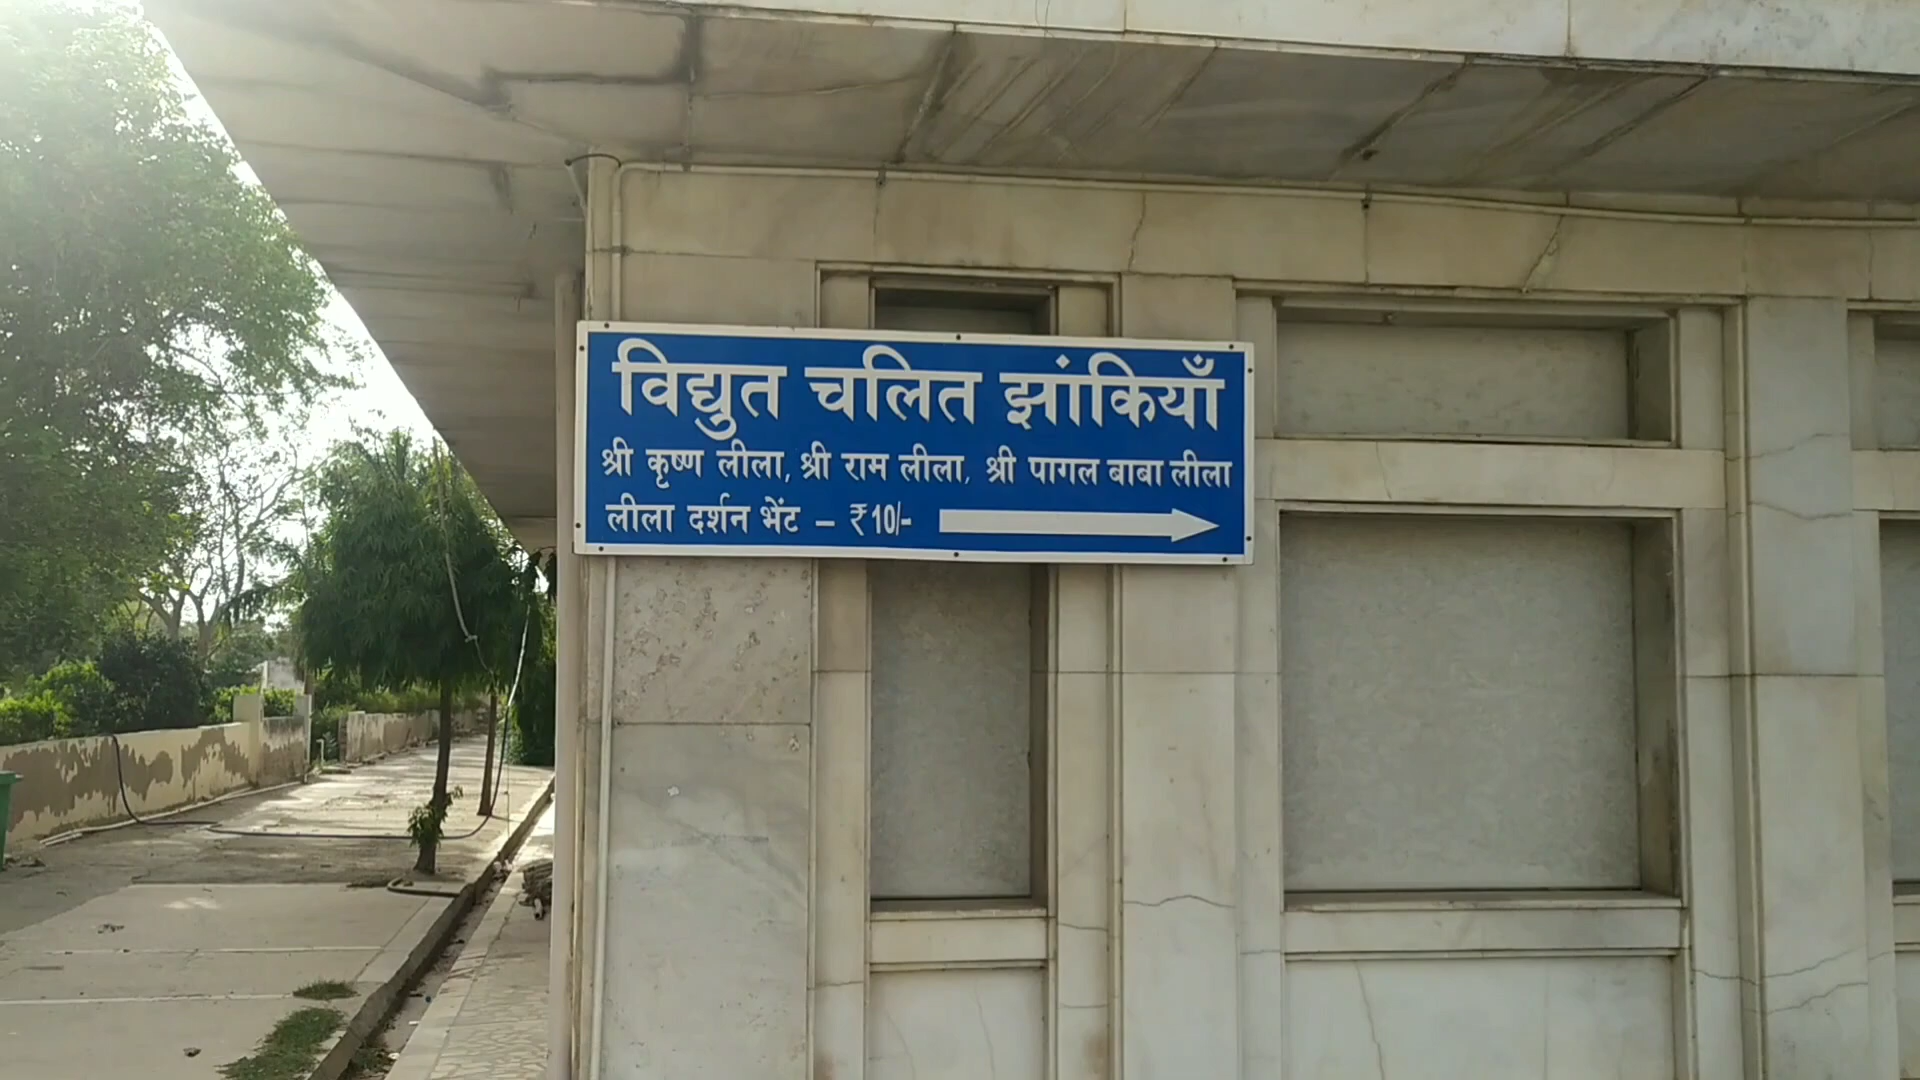 विद्युत चलित झांकियाँ
श्री कृष्ण लीला, श्री राम लीला, श्री पागल बाबा लीला
लीला दर्शन भेंट – ₹10/-